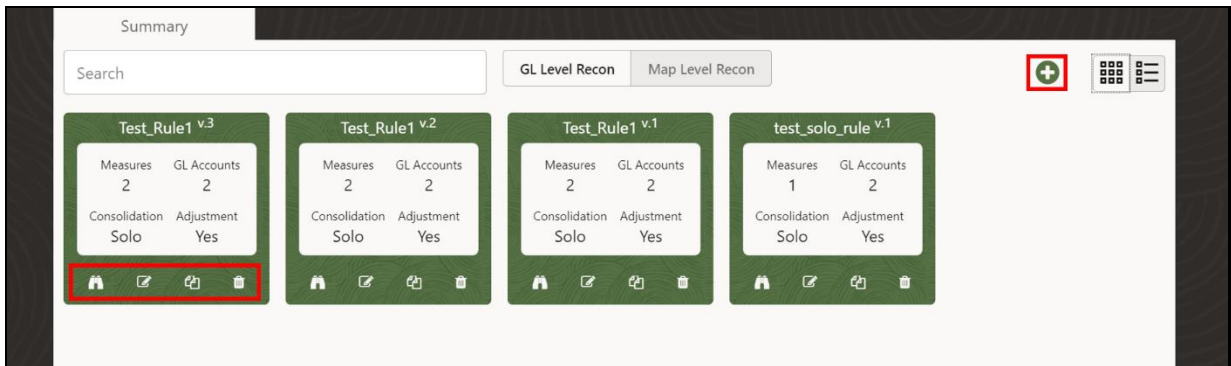 Summary
Search
GL Level Recon Map Level Recon
Test_Rule1 v.3
Measures GL Accounts
2 2
Consolidation Adjustment
Solo Yes
Test_Rule1 v.2
Measures GL Accounts
2 2
Consolidation Adjustment
Solo Yes
Test_Rule1 v.1
Measures GL Accounts
2 2
Consolidation Adjustment
Solo Yes
test_solo_rule v.1
Measures GL Accounts
1 2
Consolidation Adjustment
Solo Yes